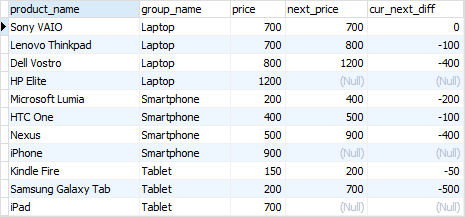 product_name group_name price next_price cur_next_diff
Sony VAIO Laptop 700 700 0
Lenovo Thinkpad Laptop 700 800 -100
Dell Vostro Laptop 800 1200 -400
HP Elite Laptop 1200 (Null) (Null)
Microsoft Lumia Smartphone 200 400 -200
HTC One Smartphone 400 500 -100
Nexus Smartphone 500 900 -400
iPhone Smartphone 900 (Null) (Null)
Kindle Fire Tablet 150 200 -50
Samsung Galaxy Tab Tablet 200 700 -500
iPad Tablet 700 (Null) (Null)